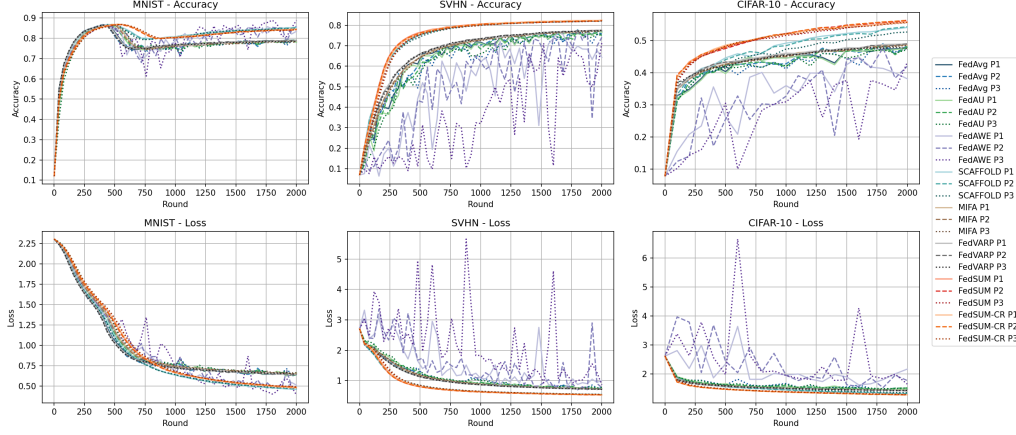 MNIST - Accuracy
Accuracy
0.9
0.8
0.7
0.6
0.5
0.4
0.3
0.2
0.1
0 250 500 750 1000 1250 1500 1750 2000
Round
SVHN - Accuracy
Accuracy
0.8
0.7
0.6
0.5
0.4
0.3
0.2
0.1
0 250 500 750 1000 1250 1500 1750 2000
Round
CIFAR-10 - Accuracy
Accuracy
0.5
0.4
0.3
0.2
0.1
0 250 500 750 1000 1250 1500 1750 2000
Round
MNIST - Loss
Loss
2.25
2.00
1.75
1.50
1.25
1.00
0.75
0.50
0 250 500 750 1000 1250 1500 1750 2000
Round
SVHN - Loss
Loss
5
4
3
2
1
0 250 500 750 1000 1250 1500 1750 2000
Round
CIFAR-10 - Loss
Loss
6
5
4
3
2
0 250 500 750 1000 1250 1500 1750 2000
Round
FedAvg P1
FedAvg P2
FedAvg P3
FedAU P1
FedAU P2
FedAU P3
FedAWE P1
FedAWE P2
FedAWE P3
SCAFFOLD P1
SCAFFOLD P2
SCAFFOLD P3
MIFA P1
MIFA P2
MIFA P3
FedVARP P1
FedVARP P2
FedVARP P3
FedSUM P1
FedSUM P2
FedSUM P3
FedSUM-CR P1
FedSUM-CR P2
FedSUM-CR P3